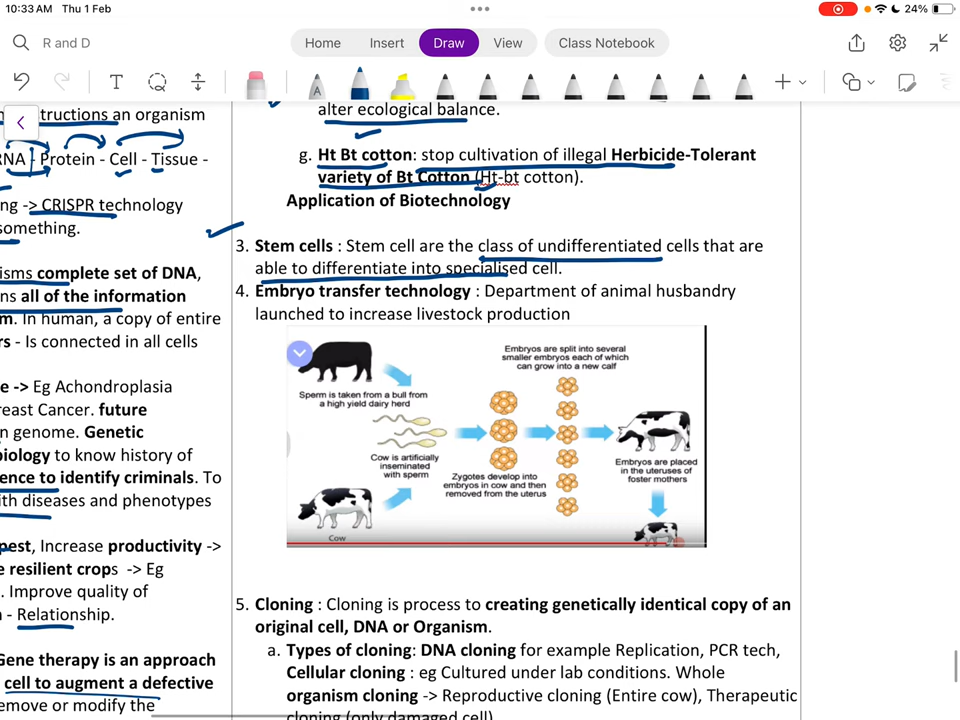 10:33 AM Thu 1 Feb
24%
R and D
Home Insert Draw View Class Notebook
T
A
structions an organism
RNA - Protein - Cell - Tissue -
ng -> CRISPR technology
something.
isms complete set of DNA,
ns all of the information
m. In human, a copy of entire
rs - Is connected in all cells
e -> Eg Achondroplasia
reast Cancer. future
n genome. Genetic
biology to know history of
ence to identify criminals. To
ith diseases and phenotypes
pest, Increase productivity ->
e resilient crops -> Eg
. Improve quality of
- Relationship.
Gene therapy is an approach
cell to augment a defective
emove or modify the
alter ecological balance.
g. Ht Bt cotton: stop cultivation of illegal Herbicide-Tolerant
variety of Bt Cotton (Ht-bt cotton).
Application of Biotechnology
3. Stem cells : Stem cell are the class of undifferentiated cells that are
able to differentiate into specialised cell.
4. Embryo transfer technology : Department of animal husbandry
launched to increase livestock production
Sperm is taken from a bull from
a high yield dairy herd
Cow is artificially
inseminated
with sperm
Cow
Zygotes develop into
embryos in cow and then
removed from the uterus
Embryos are split into several
smaller embryos each of which
can grow into a new calf
Embryos are placed
in the uteruses of
foster mothers
5. Cloning : Cloning is process to creating genetically identical copy of an
original cell, DNA or Organism.
a. Types of cloning: DNA cloning for example Replication, PCR tech,
Cellular cloning : eg Cultured under lab conditions. Whole
organism cloning -> Reproductive cloning (Entire cow), Therapeutic
cloning (only damaged cell)